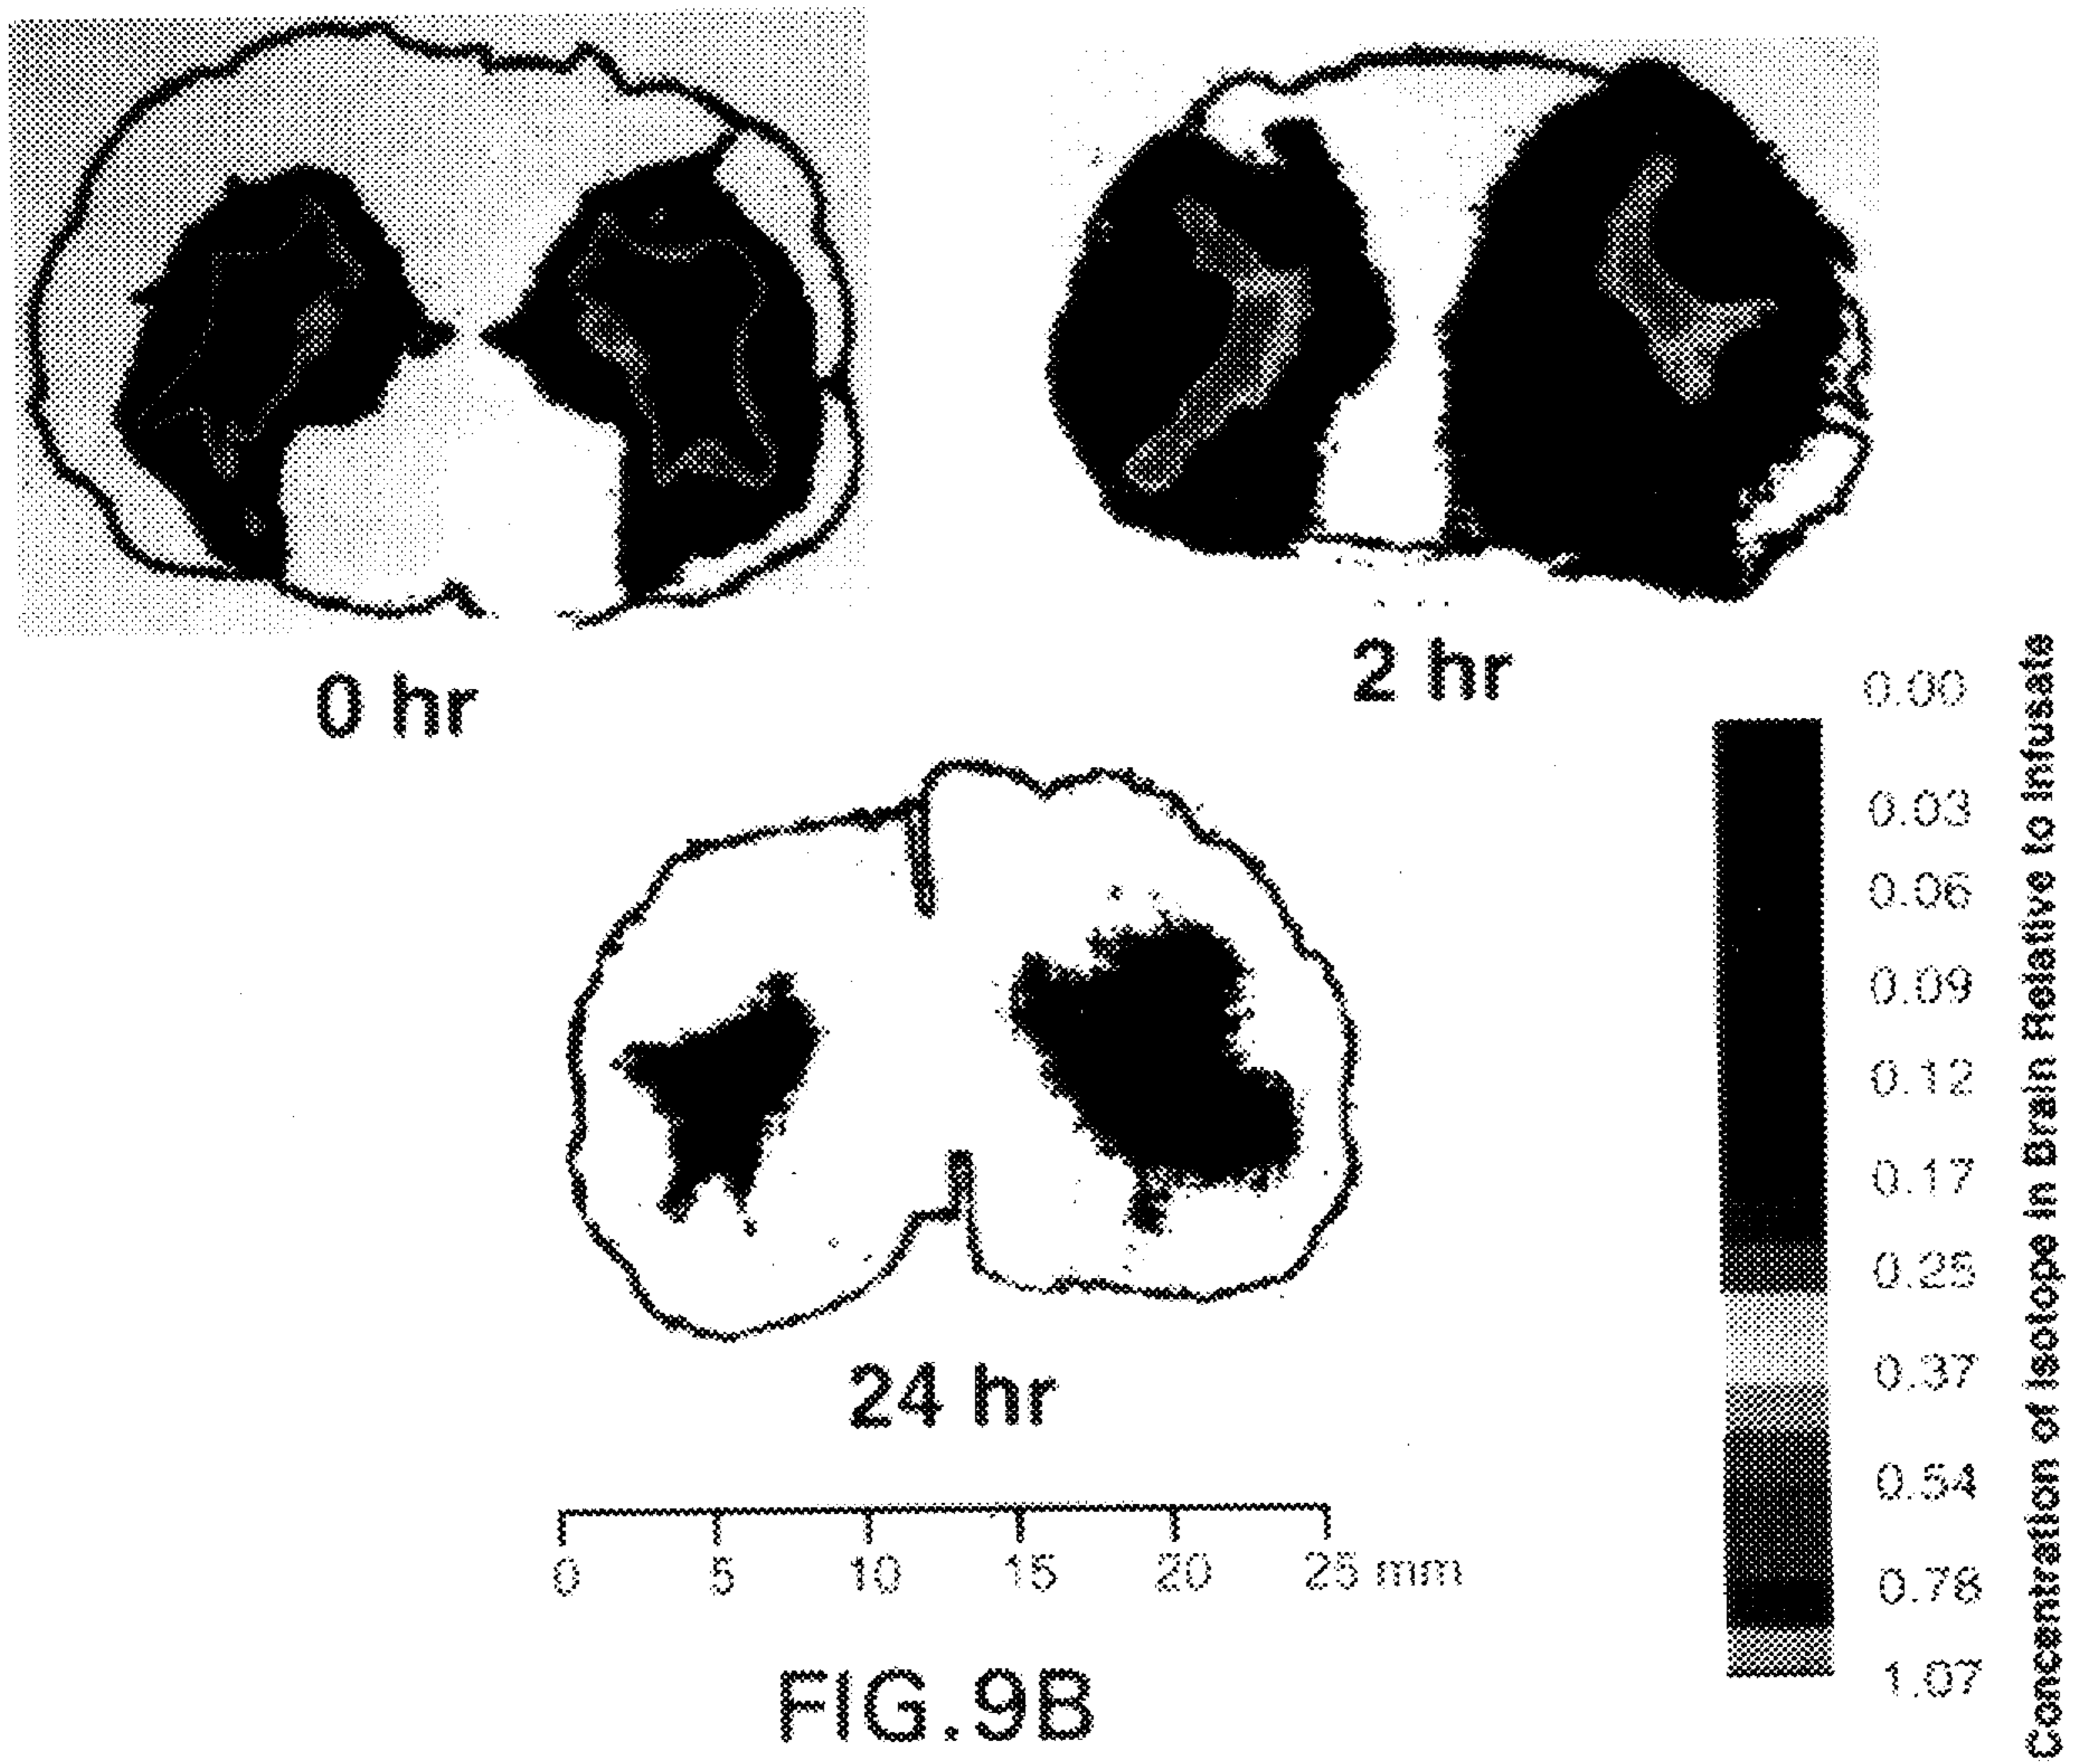 0 hr
2 hr
24 hr
0.00
0.03
0.06
0.09
0.12
0.17
0.25
0.37
0.54
0.78
1.07
Concentration of Isotope in Brain Relative to Infusate
0 5 10 15 20 25 mm
FIG.9B